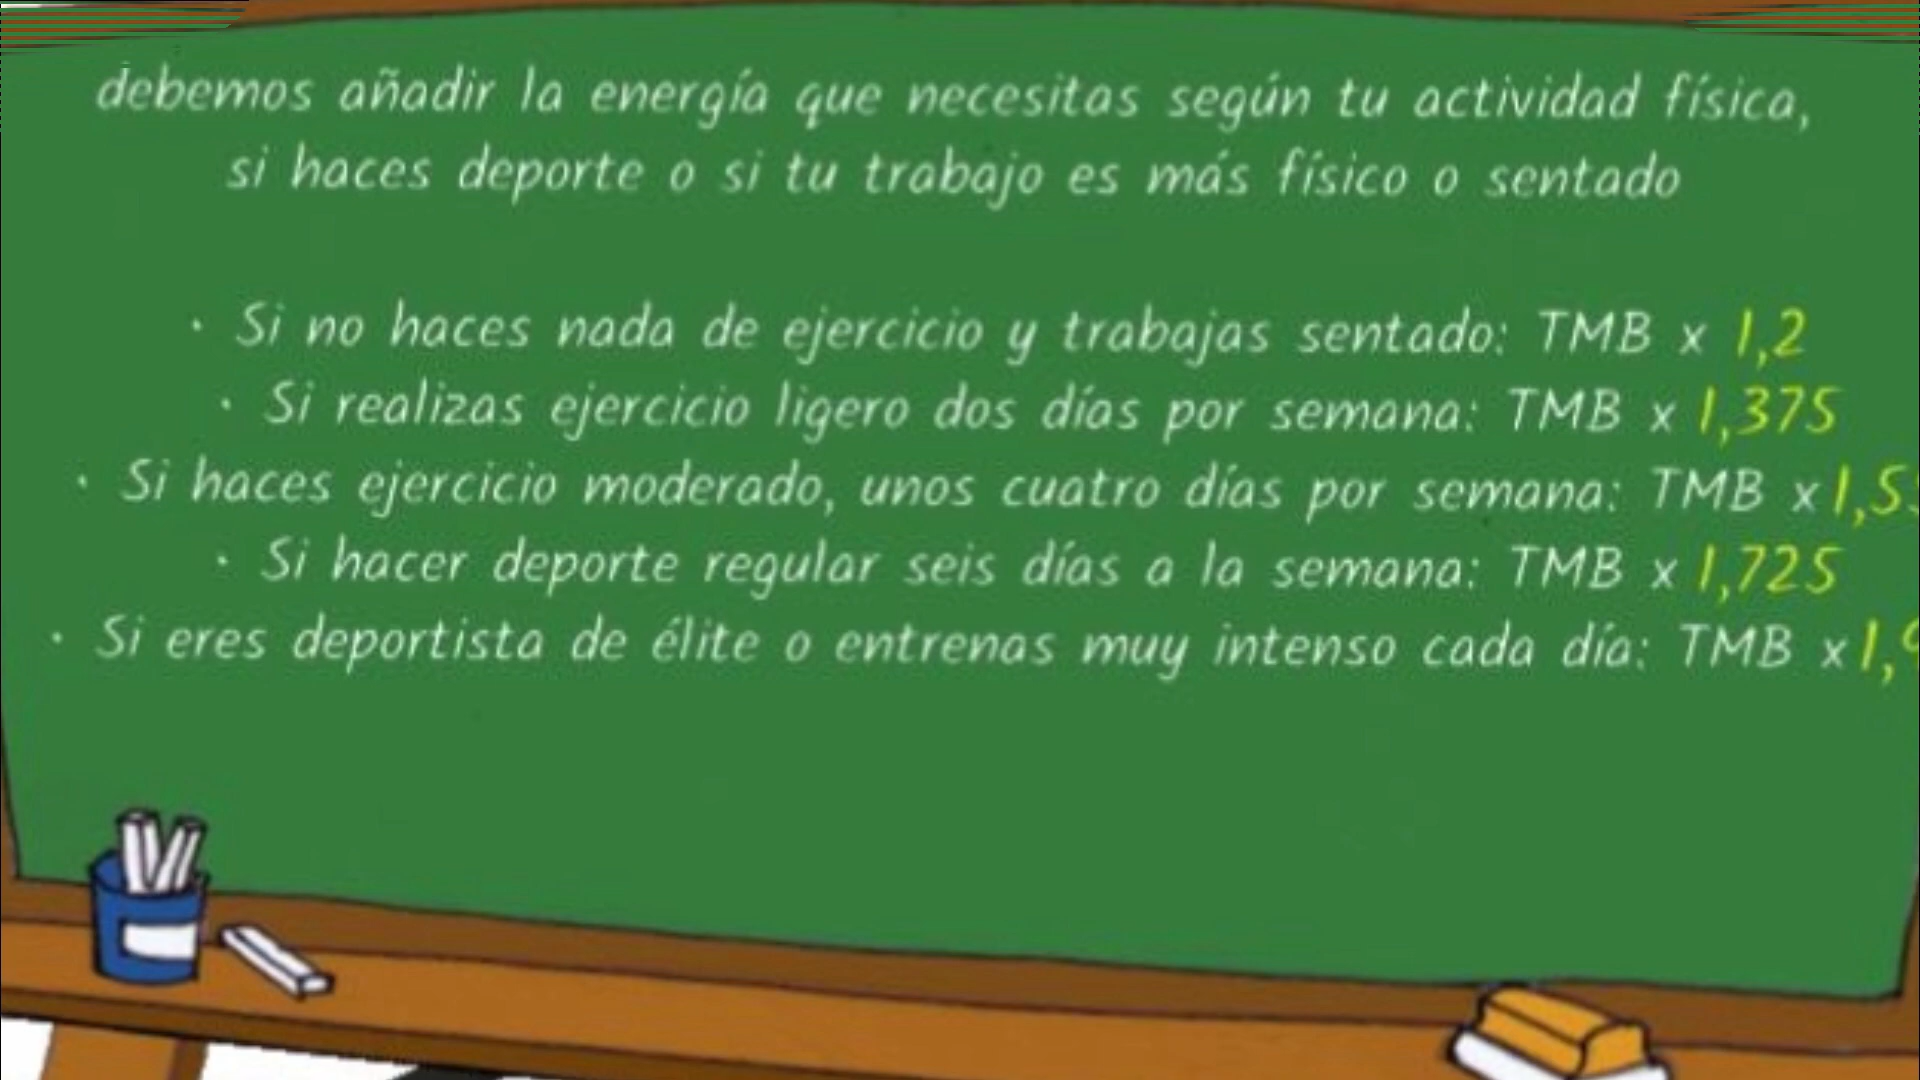 debemos añadir la energía que necesitas según tu actividad física,
si haces deporte o si tu trabajo es más físico o sentado
· Si no haces nada de ejercicio y trabajas sentado: TMB x 1,2
· Si realizas ejercicio ligero dos días por semana: TMB x 1,375
· Si haces ejercicio moderado, unos cuatro días por semana: TMB x
· Si hacer deporte regular seis días a la semana: TMB x 1,725
· Si eres deportista de élite o entrenas muy intenso cada día: TMB x